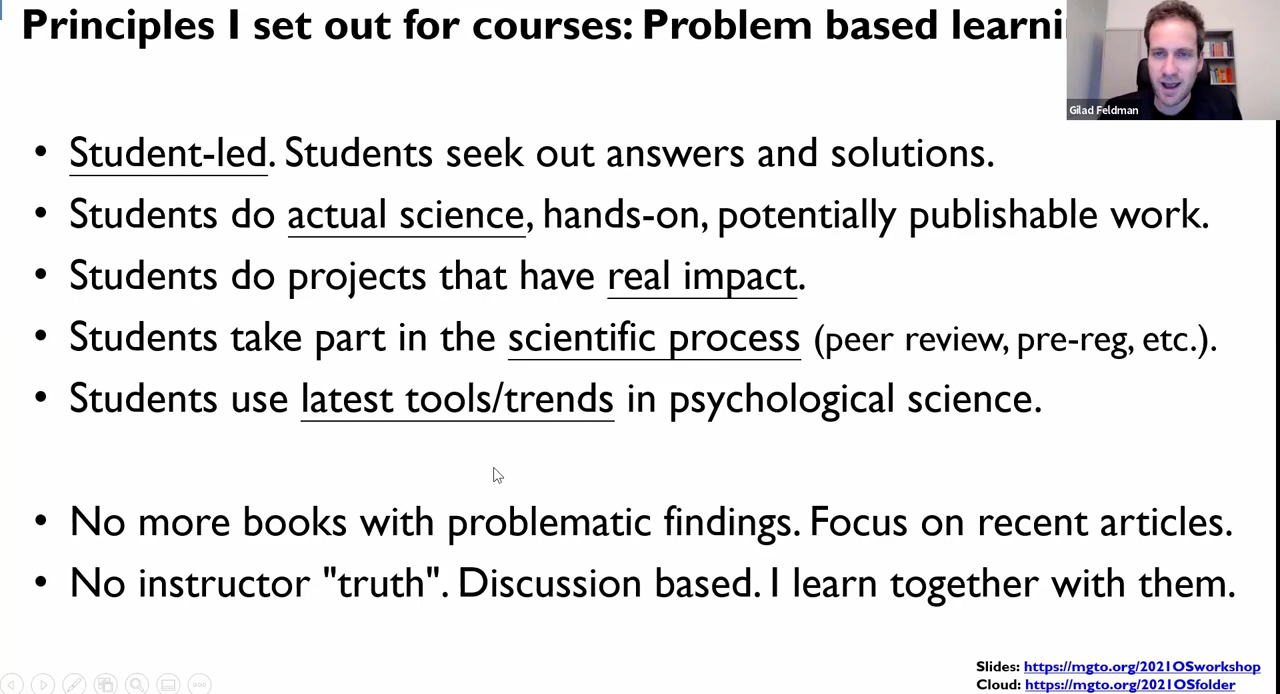 Principles I set out for courses: Problem based learni
Gilad Feldman
• Student-led. Students seek out answers and solutions.
• Students do actual science, hands-on, potentially publishable work.
• Students do projects that have real impact.
• Students take part in the scientific process (peer review, pre-reg, etc.).
• Students use latest tools/trends in psychological science.
• No more books with problematic findings. Focus on recent articles.
• No instructor "truth". Discussion based. I learn together with them.
Slides: https://mgto.org/2021OSworkshop
Cloud: https://mgto.org/2021OSfolder